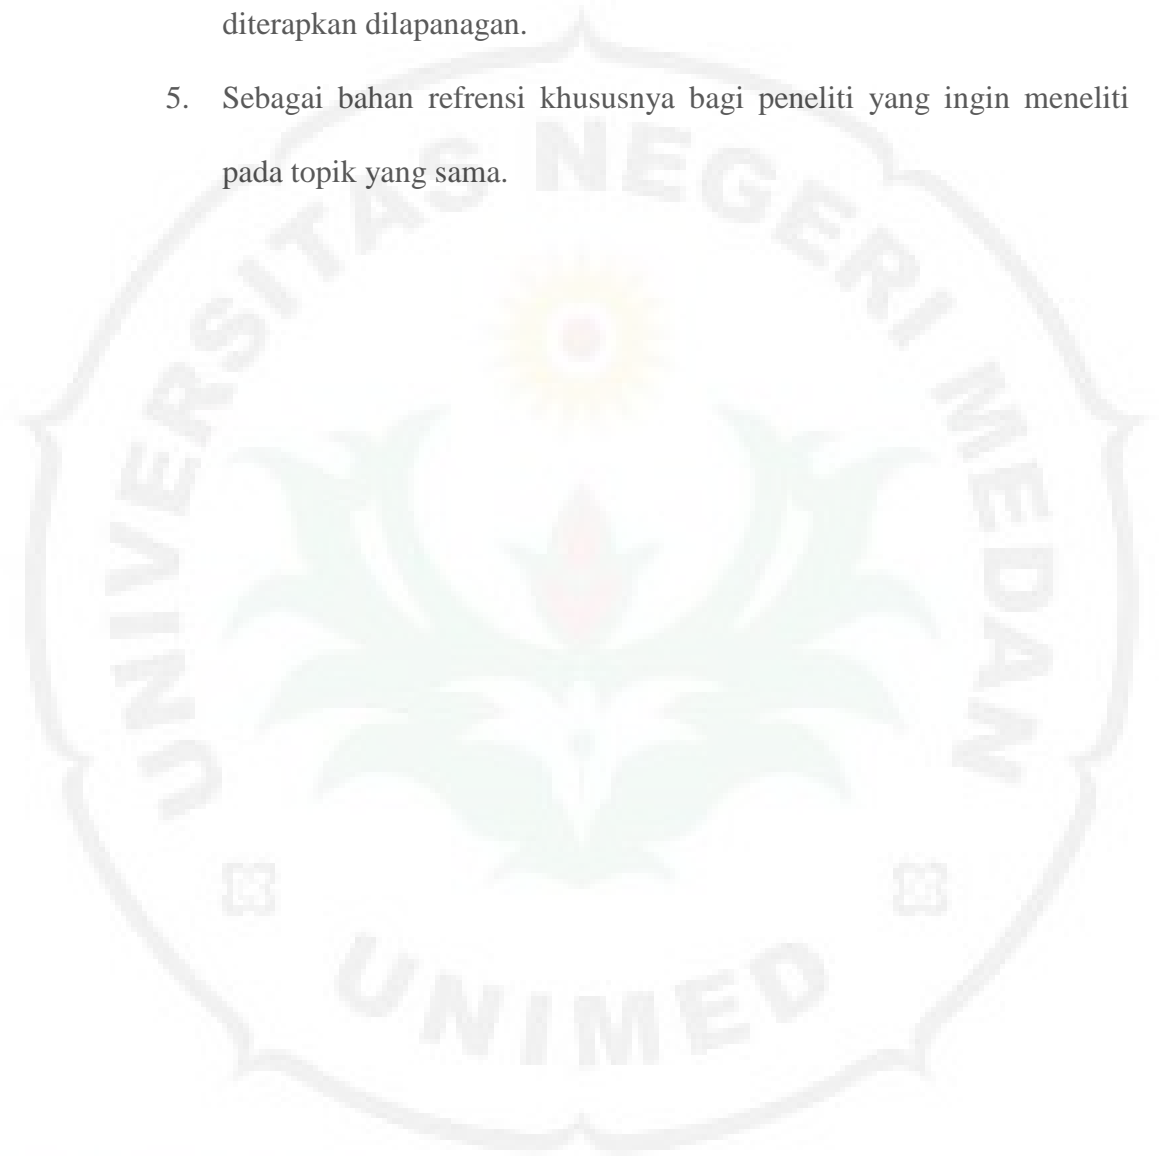 diterapkan dilapanagan.
5. Sebagai bahan refrensi khususnya bagi peneliti yang ingin meneliti
pada topik yang sama.
UNIVERSITAS NEGERI MEDAN
UNIMED